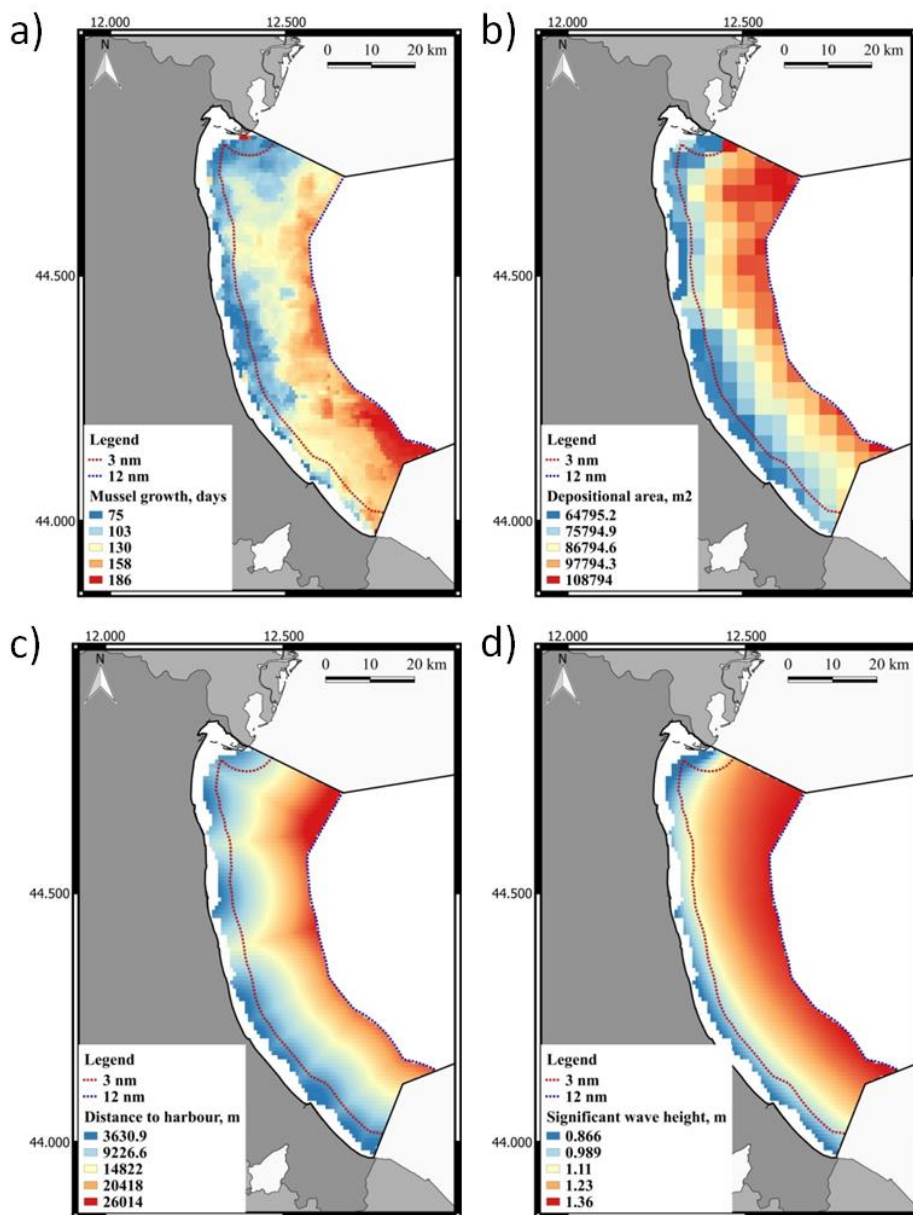 a)
12.000 12.500
N
0 10 20 km
44.500
44.000
Legend
3 nm
12 nm
Mussel growth, days
75
103
130
158
186
b)
12.000 12.500
N
0 10 20 km
44.500
44.000
Legend
3 nm
12 nm
Depositional area, m2
64795.2
75794.9
86794.6
97794.3
108794
c)
12.000 12.500
N
0 10 20 km
44.500
44.000
Legend
3 nm
12 nm
Distance to harbour, m
3630.9
9226.6
14822
20418
26014
d)
12.000 12.500
N
0 10 20 km
44.500
44.000
Legend
3 nm
12 nm
Significant wave height, m
0.866
0.989
1.11
1.23
1.36